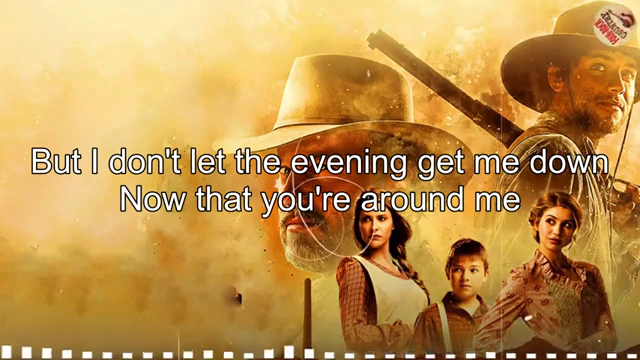 But I don't let the evening get me down
Now that you're around me